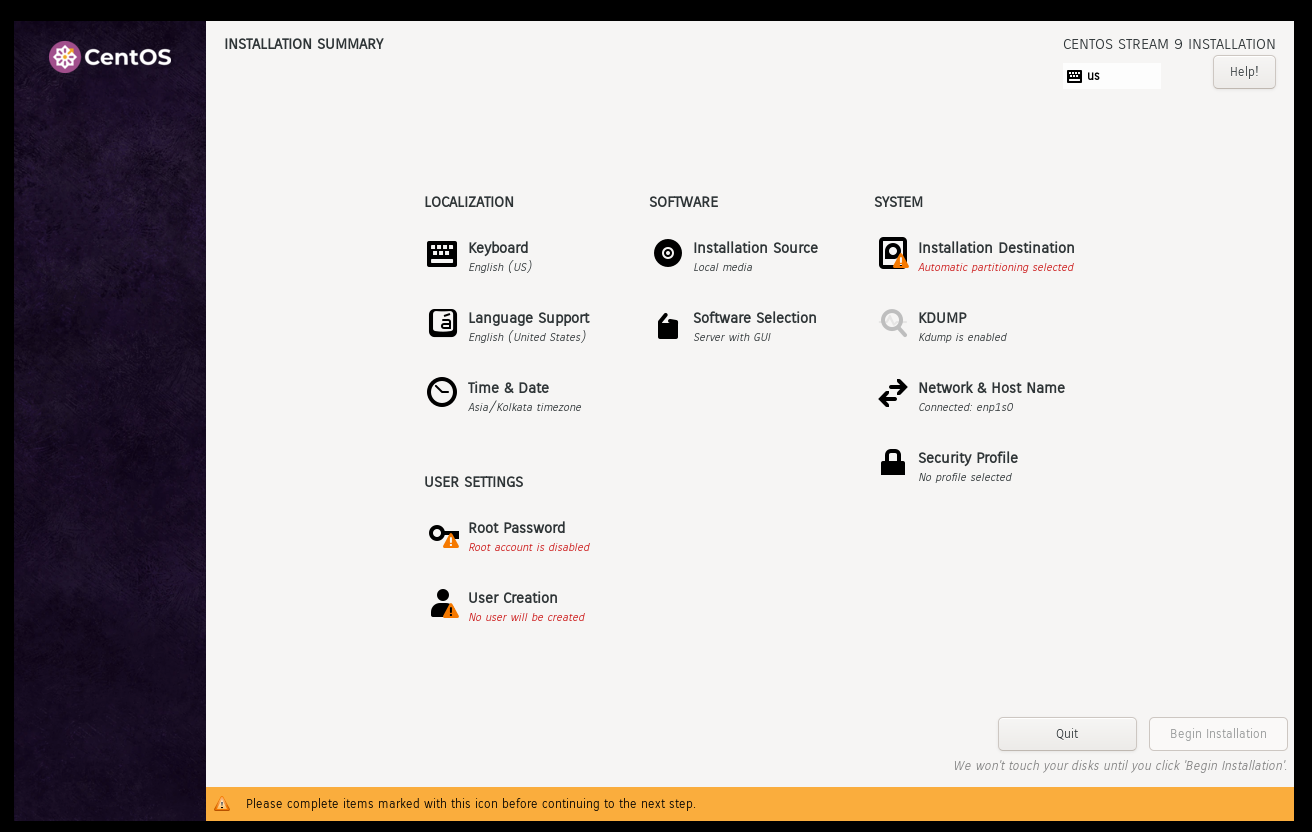 CentOS
INSTALLATION SUMMARY
CENTOS STREAM 9 INSTALLATION
us
Help!
LOCALIZATION
Keyboard
English (US)
Language Support
English (United States)
Time & Date
Asia/Kolkata timezone
SOFTWARE
Installation Source
Local media
Software Selection
Server with GUI
SYSTEM
Installation Destination
Automatic partitioning selected
KDUMP
Kdump is enabled
Network & Host Name
Connected: enp1s0
Security Profile
No profile selected
USER SETTINGS
Root Password
Root account is disabled
User Creation
No user will be created
Quit
Begin Installation
We won't touch your disks until you click 'Begin Installation'.
Please complete items marked with this icon before continuing to the next step.